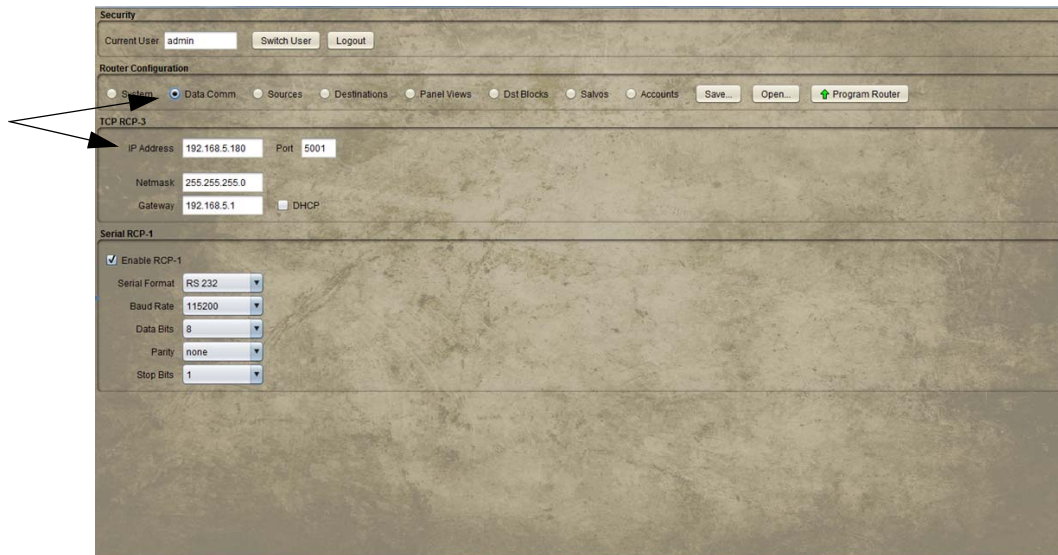 Security
Current User admin Switch User Logout
Router Configuration
System Data Comm Sources Destinations Panel Views Dst Blocks Salvos Accounts Save... Open... Program Router
TCP RCP-3
IP Address 192.168.5.180 Port 5001
Netmask 255.255.255.0
Gateway 192.168.5.1 DHCP
Serial RCP-1
Enable RCP-1
Serial Format RS 232
Baud Rate 115200
Data Bits 8
Parity none
Stop Bits 1